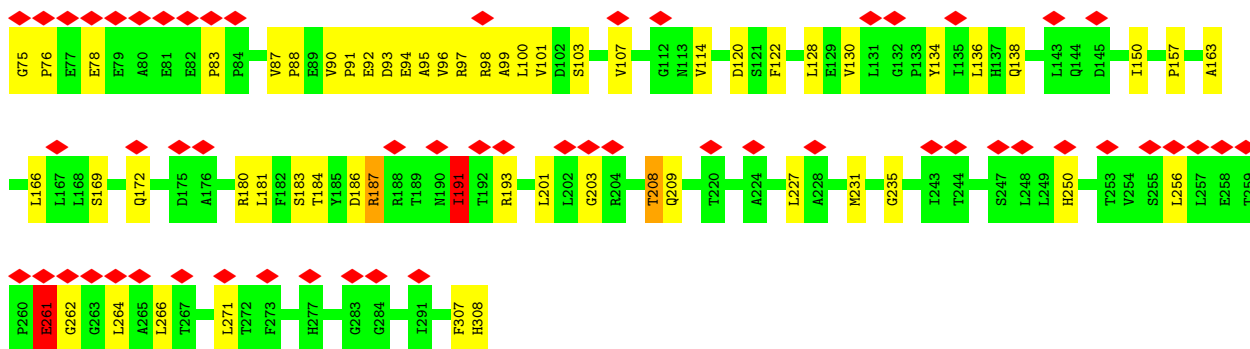 G75 P76 E77 E78 E79 A80 E81 E82 P83 P84 V87 P88 E89 V90 P91 E92 D93 E94 A95 V96 R97 R98 A99 L100 V101 D102 S103 V107 G112 N113 V114 D120 S121 F122 L128 E129 V130 L131 G132 P133 Y134 I135 L136 H137 Q138 L143 Q144 D145 I150 P157 A163
L166 L167 L168 S169 Q172 D175 A176 R180 L181 F182 S183 T184 Y185 D186 R187 R188 T189 N190 I191 T192 R193 L201 L202 G203 R204 T208 Q209 T220 A224 L227 A228 M231 G235 I243 T244 S247 L248 L249 H250 T253 V254 S255 L256 L257 E258 T259
P260 E261 G262 G263 L264 A265 L266 T267 L271 T272 F273 H277 G283 G284 I291 F307 H308